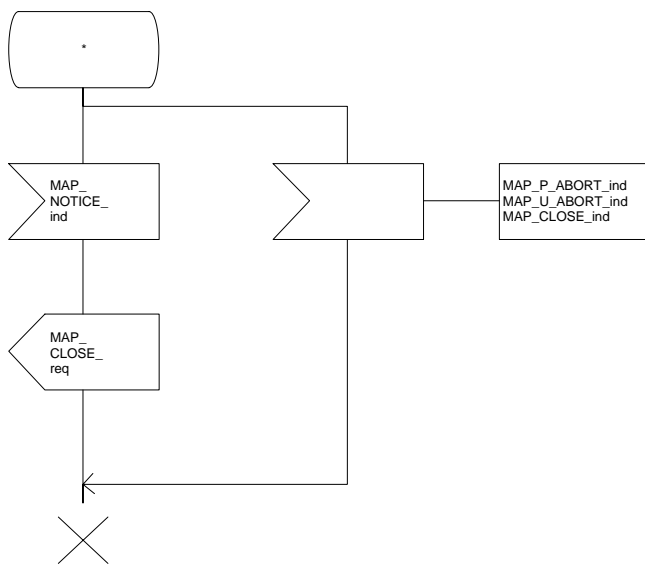 *
MAP_
NOTICE_
ind
MAP_P_ABORT_ind
MAP_U_ABORT_ind
MAP_CLOSE_ind
MAP_
CLOSE_
req